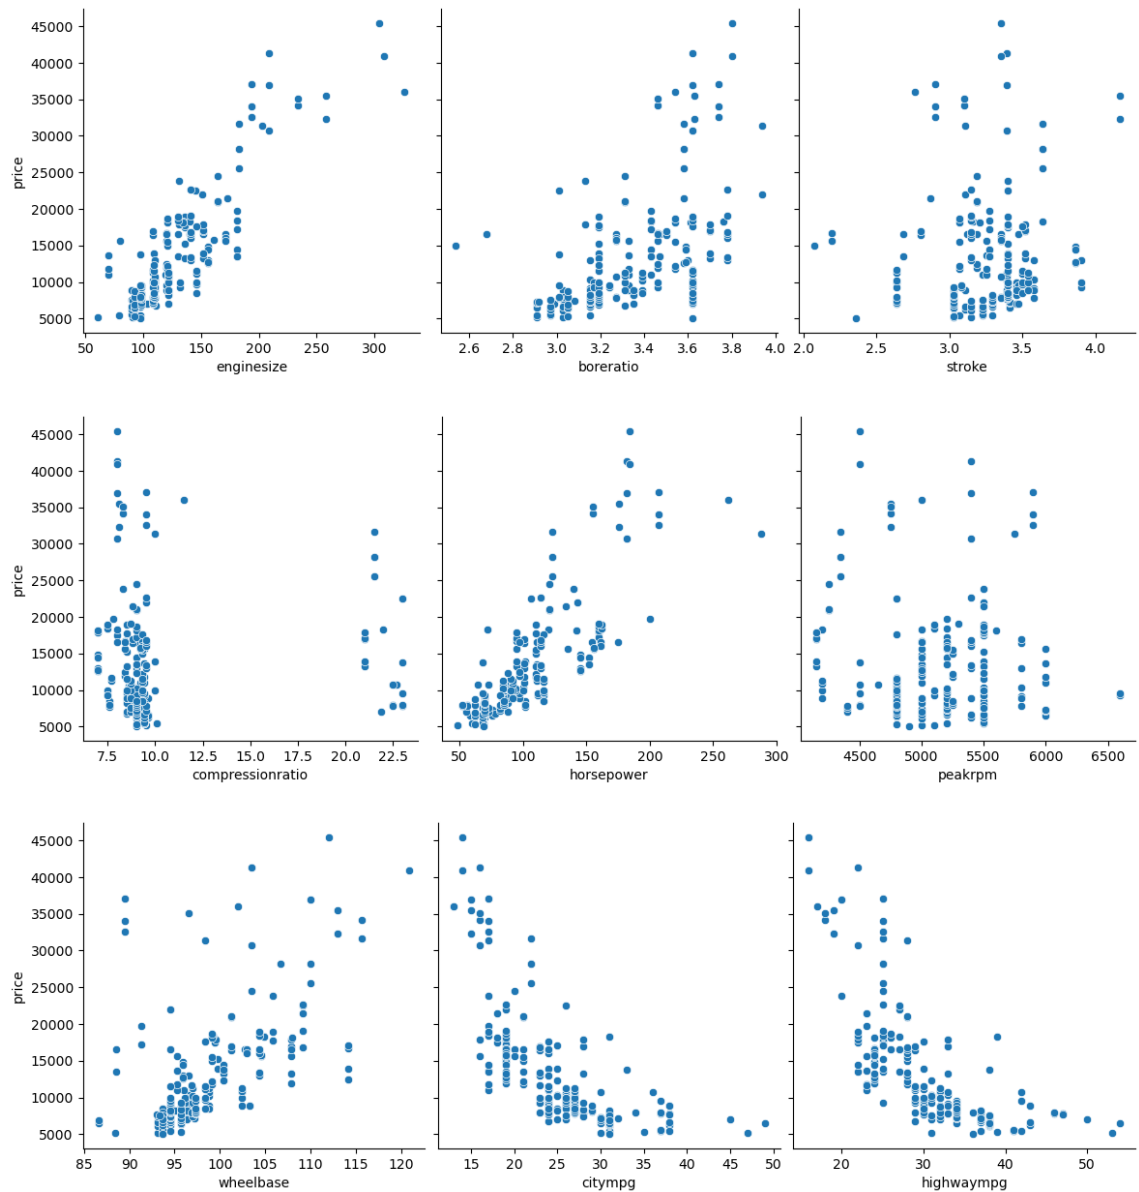 45000
40000
35000
30000
25000
20000
15000
10000
5000
price
50 100 150 200 250 300
enginesize
2.6 2.8 3.0 3.2 3.4 3.6 3.8 4.0
boreratio
2.0 2.5 3.0 3.5 4.0
stroke
45000
40000
35000
30000
25000
20000
15000
10000
5000
price
7.5 10.0 12.5 15.0 17.5 20.0 22.5
compressionratio
50 100 150 200 250 300
horsepower
4500 5000 5500 6000 6500
peakrpm
45000
40000
35000
30000
25000
20000
15000
10000
5000
price
85 90 95 100 105 110 115 120
wheelbase
15 20 25 30 35 40 45 50
citympg
20 30 40 50
highwaympg